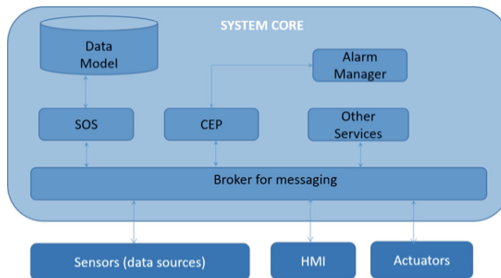 SYSTEM CORE
Data
Model
Alarm
Manager
SOS
CEP
Other
Services
Broker for messaging
Sensors (data sources)
HMI
Actuators